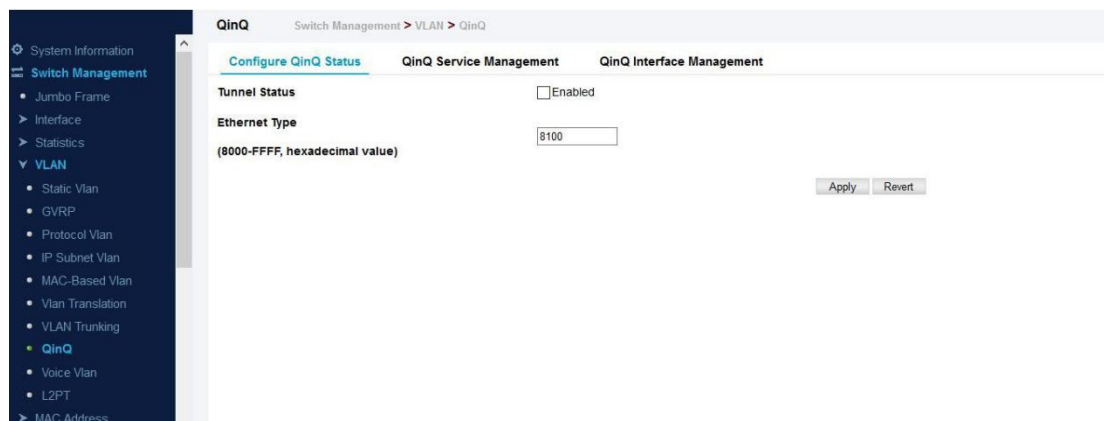 QinQ Switch Management > VLAN > QinQ
System Information
Switch Management
Jumbo Frame
Interface
Statistics
VLAN
Static Vlan
GVRP
Protocol Vlan
IP Subnet Vlan
MAC-Based Vlan
Vlan Translation
VLAN Trunking
QinQ
Voice Vlan
L2PT
MAC Address
Configure QinQ Status QinQ Service Management QinQ Interface Management
Tunnel Status Enabled
Ethernet Type
8100
(8000-FFFF, hexadecimal value)
Apply Revert